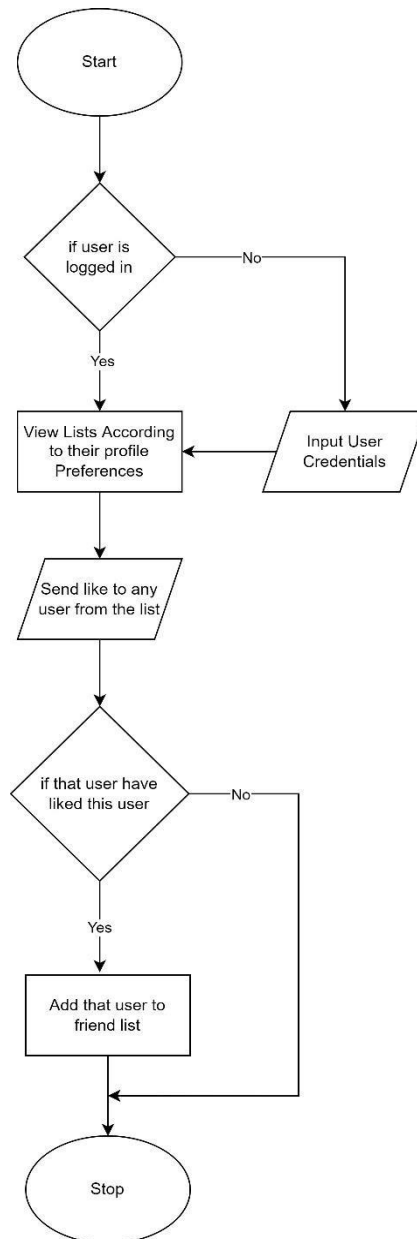 Start
if user is
logged in
No
Yes
View Lists According
to their profile
Preferences
Input User
Credentials
Send like to any
user from the list
if that user have
liked this user
No
Yes
Add that user to
friend list
Stop